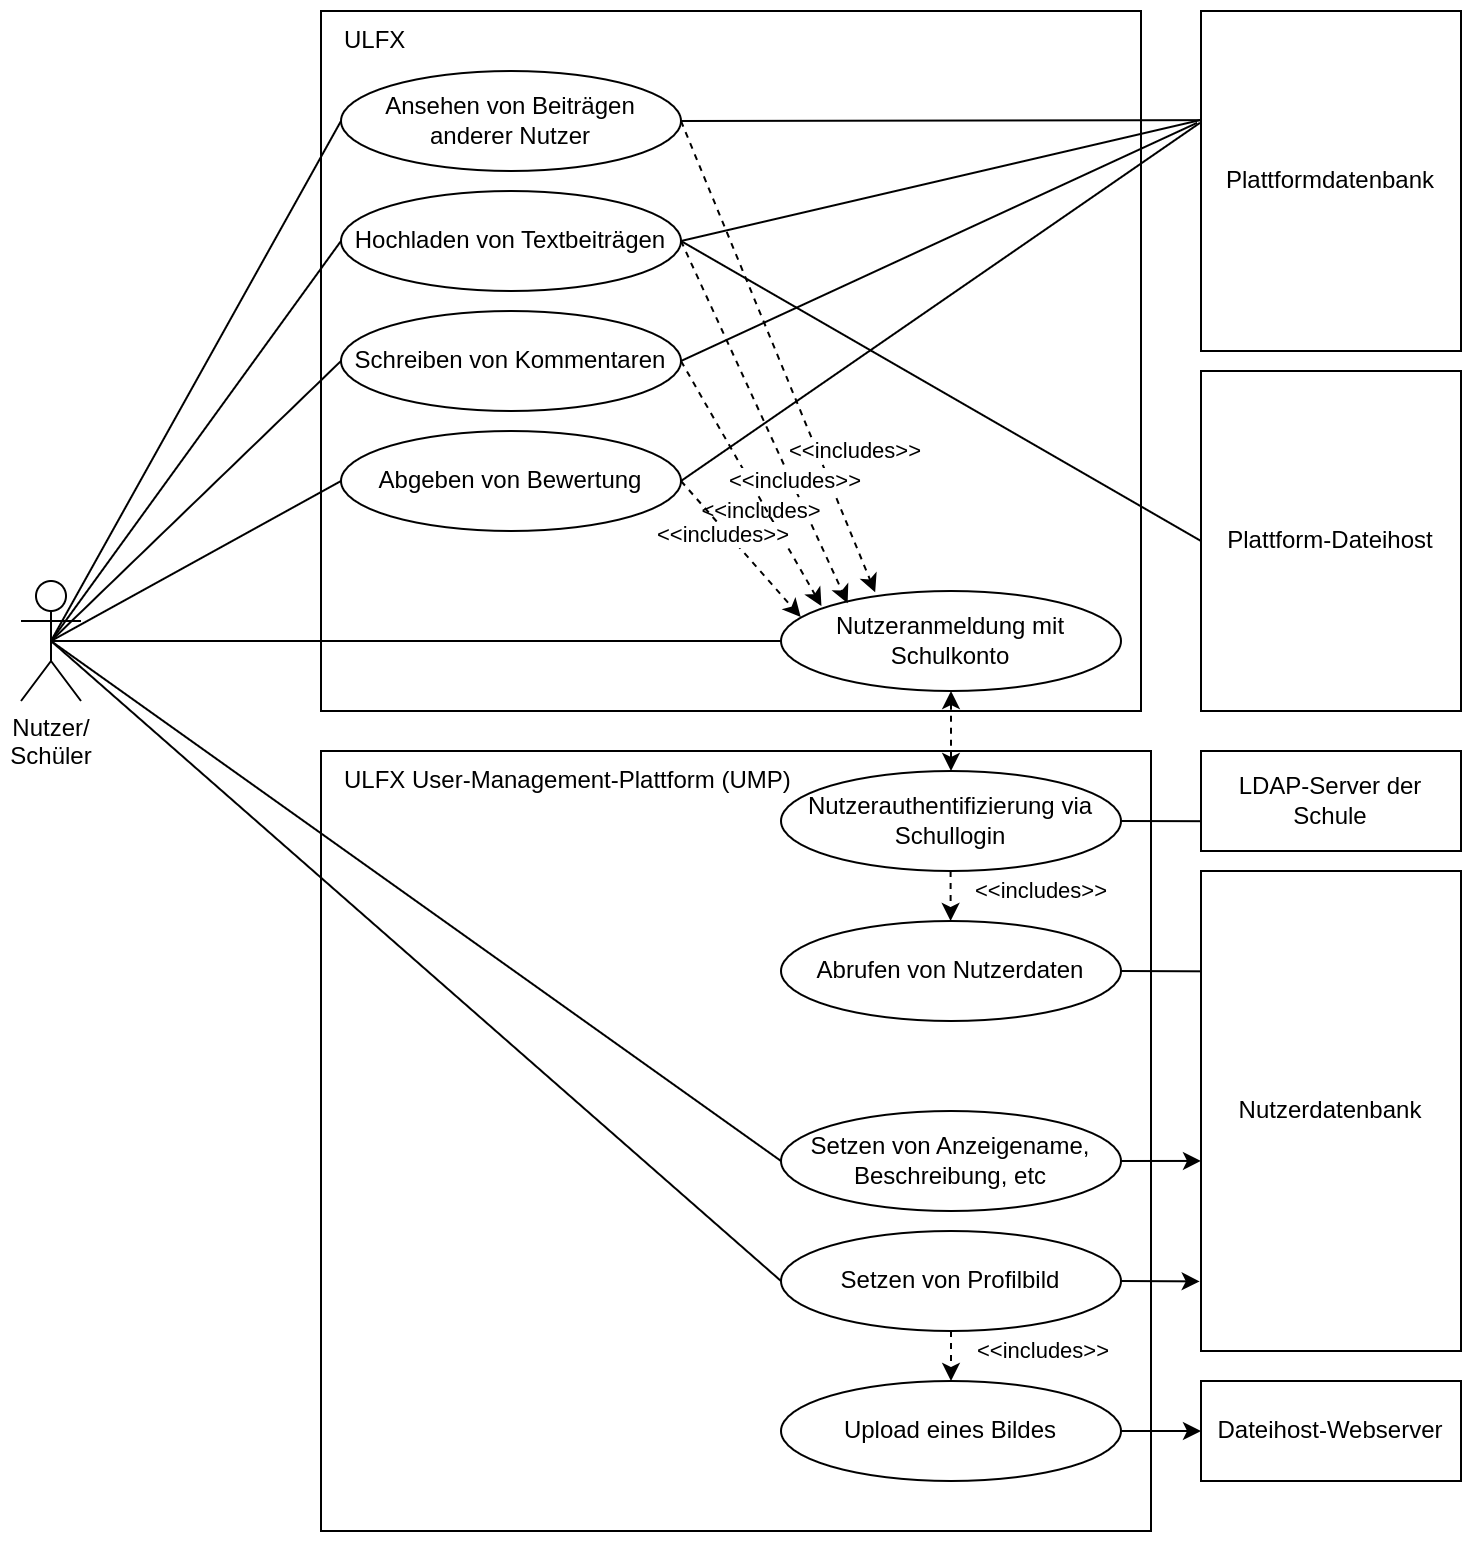 ULFX
Ansehen von Beiträgen
anderer Nutzer
Hochladen von Textbeiträgen
Schreiben von Kommentaren
Abgeben von Bewertung
<<includes>>
<<includes>>
<<includes>
<<includes>>
Nutzeranmeldung mit
Schulkonto
Plattformdatenbank
Plattform-Dateihost
Nutzer/
Schüler
ULFX User-Management-Plattform (UMP)
Nutzerauthentifizierung via
Schullogin
<<includes>>
Abrufen von Nutzerdaten
Setzen von Anzeigename,
Beschreibung, etc
Setzen von Profilbild
<<includes>>
Upload eines Bildes
LDAP-Server der
Schule
Nutzerdatenbank
Dateihost-Webserver